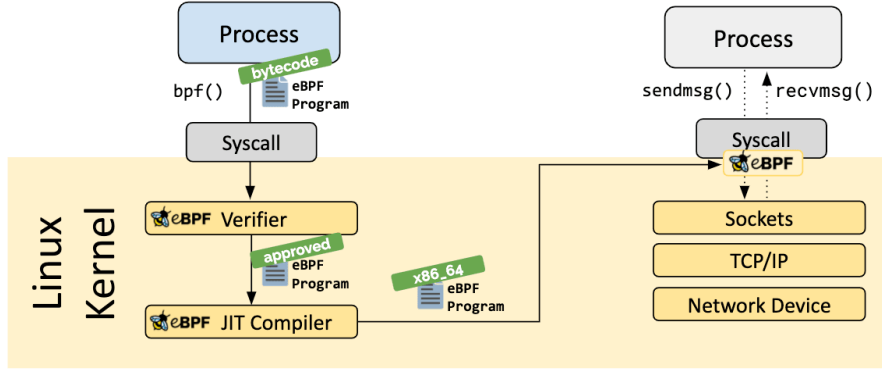 Process
bytecode
bpf()
eBPF
Program
Syscall
eBPF Verifier
approved
eBPF
Program
eBPF JIT Compiler
x86_64
eBPF
Program
Linux
Kernel
Process
sendmsg()
recvmsg()
Syscall
eBPF
Sockets
TCP/IP
Network Device